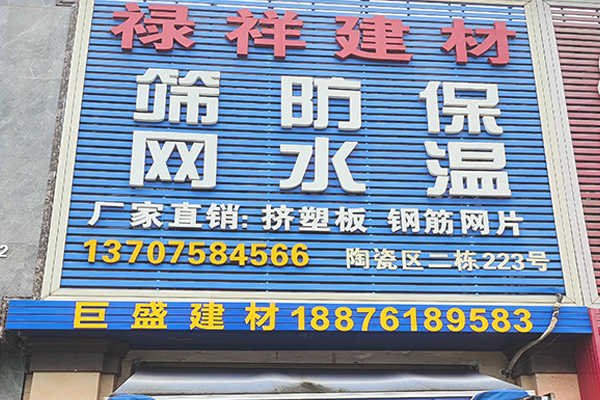 禄祥建材
筛网 防水 保温
厂家直销: 挤塑板 钢筋网片
13707584566 陶瓷区二栋223号
巨盛建材18876189583
2